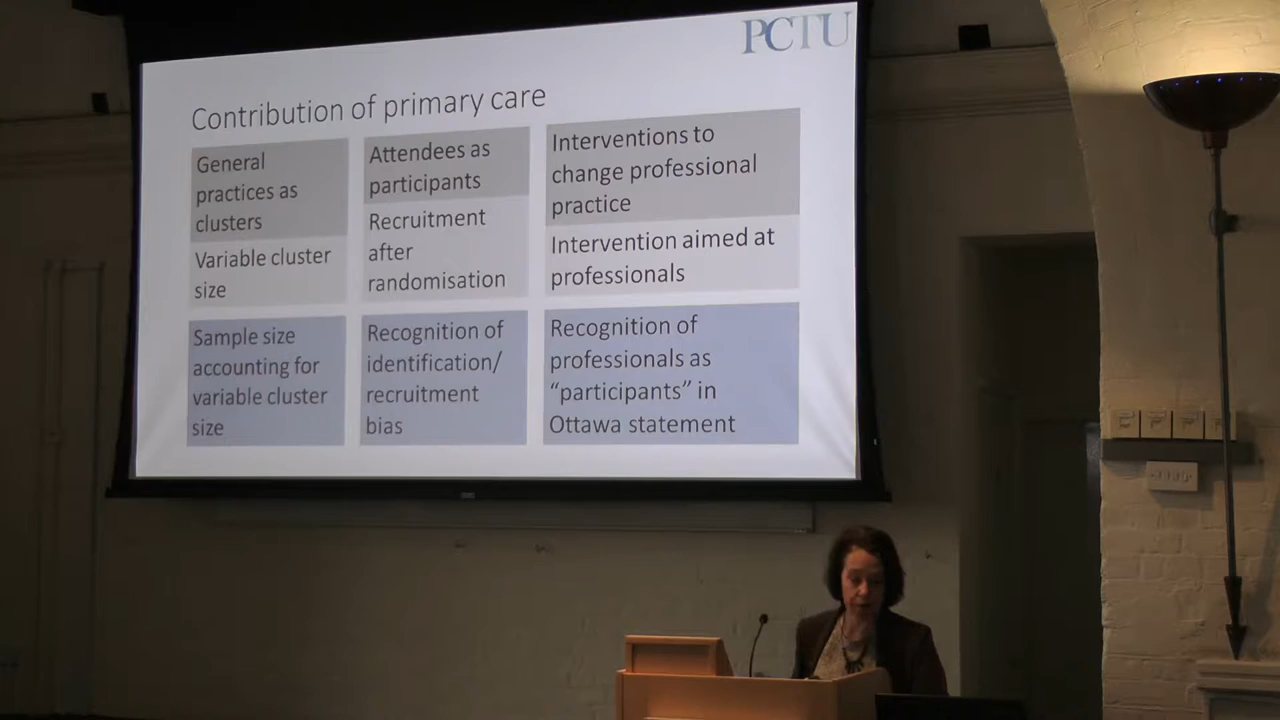 PCTU
Contribution of primary care
General
practices as
clusters
Attendees as
participants
Interventions to
change professional
practice
Variable cluster
size
Recruitment
after
randomisation
Intervention aimed at
professionals
Sample size
accounting for
variable cluster
size
Recognition of
identification/
recruitment
bias
Recognition of
professionals as
“participants” in
Ottawa statement